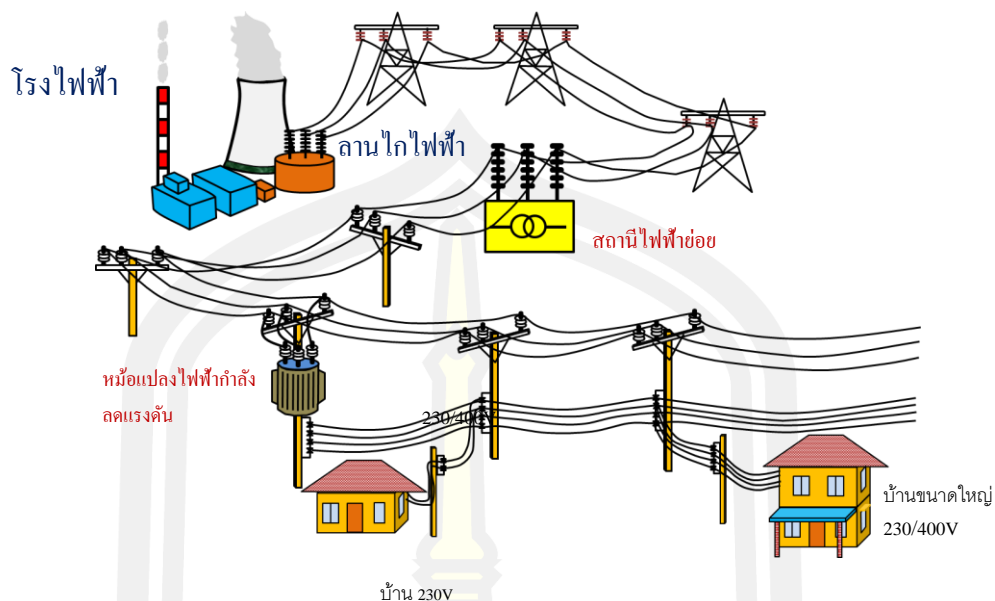 โรงไฟฟ้า
ลานไกไฟฟ้า
สถานีไฟฟ้าย่อย
หม้อแปลงไฟฟ้ากำลัง
ลดแรงดัน
230/400V
บ้านขนาดใหญ่
230/400V
บ้าน 230V